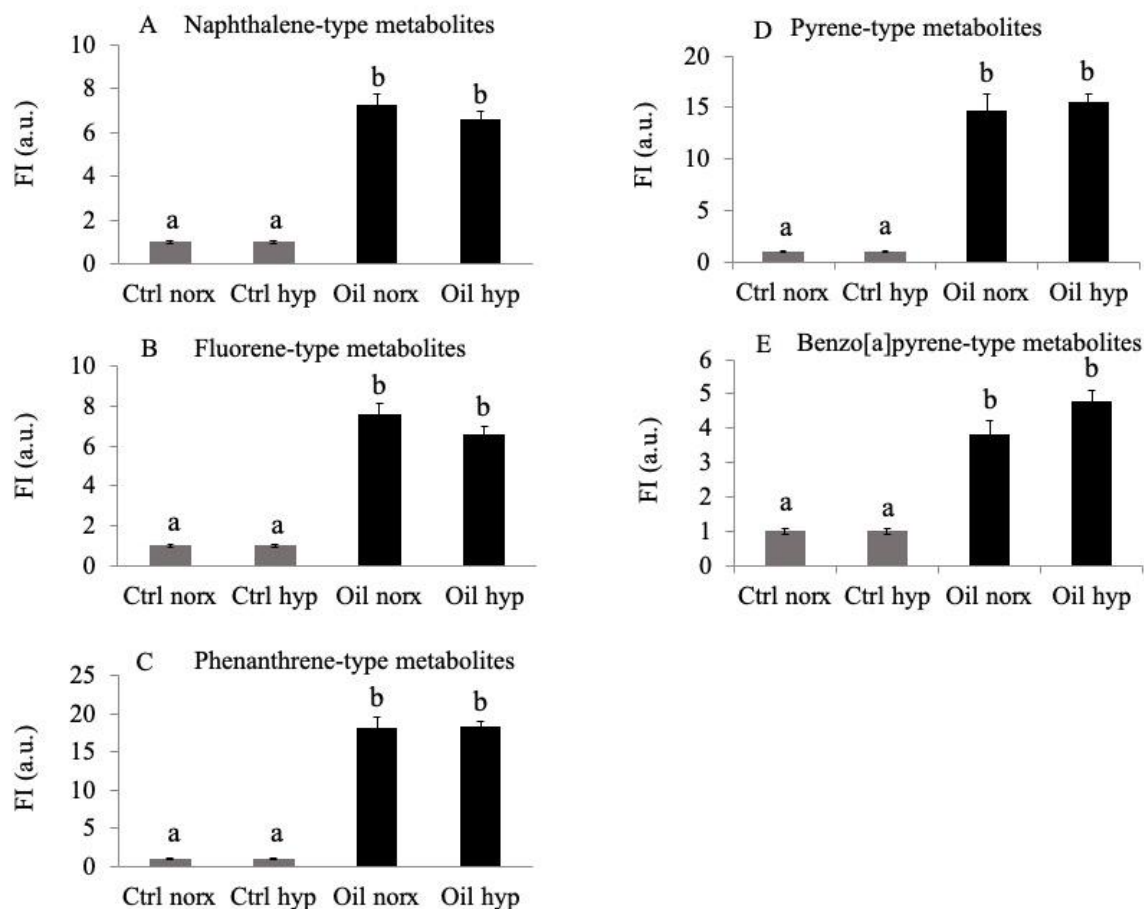 A Naphthalene-type metabolites
10
8
6
4
2
0
FI (a.u.)
a
a
b
b
Ctrl norx Ctrl hyp Oil norx Oil hyp
B Fluorene-type metabolites
10
8
6
4
2
0
FI (a.u.)
a
a
b
b
Ctrl norx Ctrl hyp Oil norx Oil hyp
C Phenanthrene-type metabolites
25
20
15
10
5
0
FI (a.u.)
a
a
b
b
Ctrl norx Ctrl hyp Oil norx Oil hyp
D Pyrene-type metabolites
20
15
10
5
0
FI (a.u.)
a
a
b
b
Ctrl norx Ctrl hyp Oil norx Oil hyp
E Benzo[a]pyrene-type metabolites
6
5
4
3
2
1
0
FI (a.u.)
a
a
b
b
Ctrl norx Ctrl hyp Oil norx Oil hyp